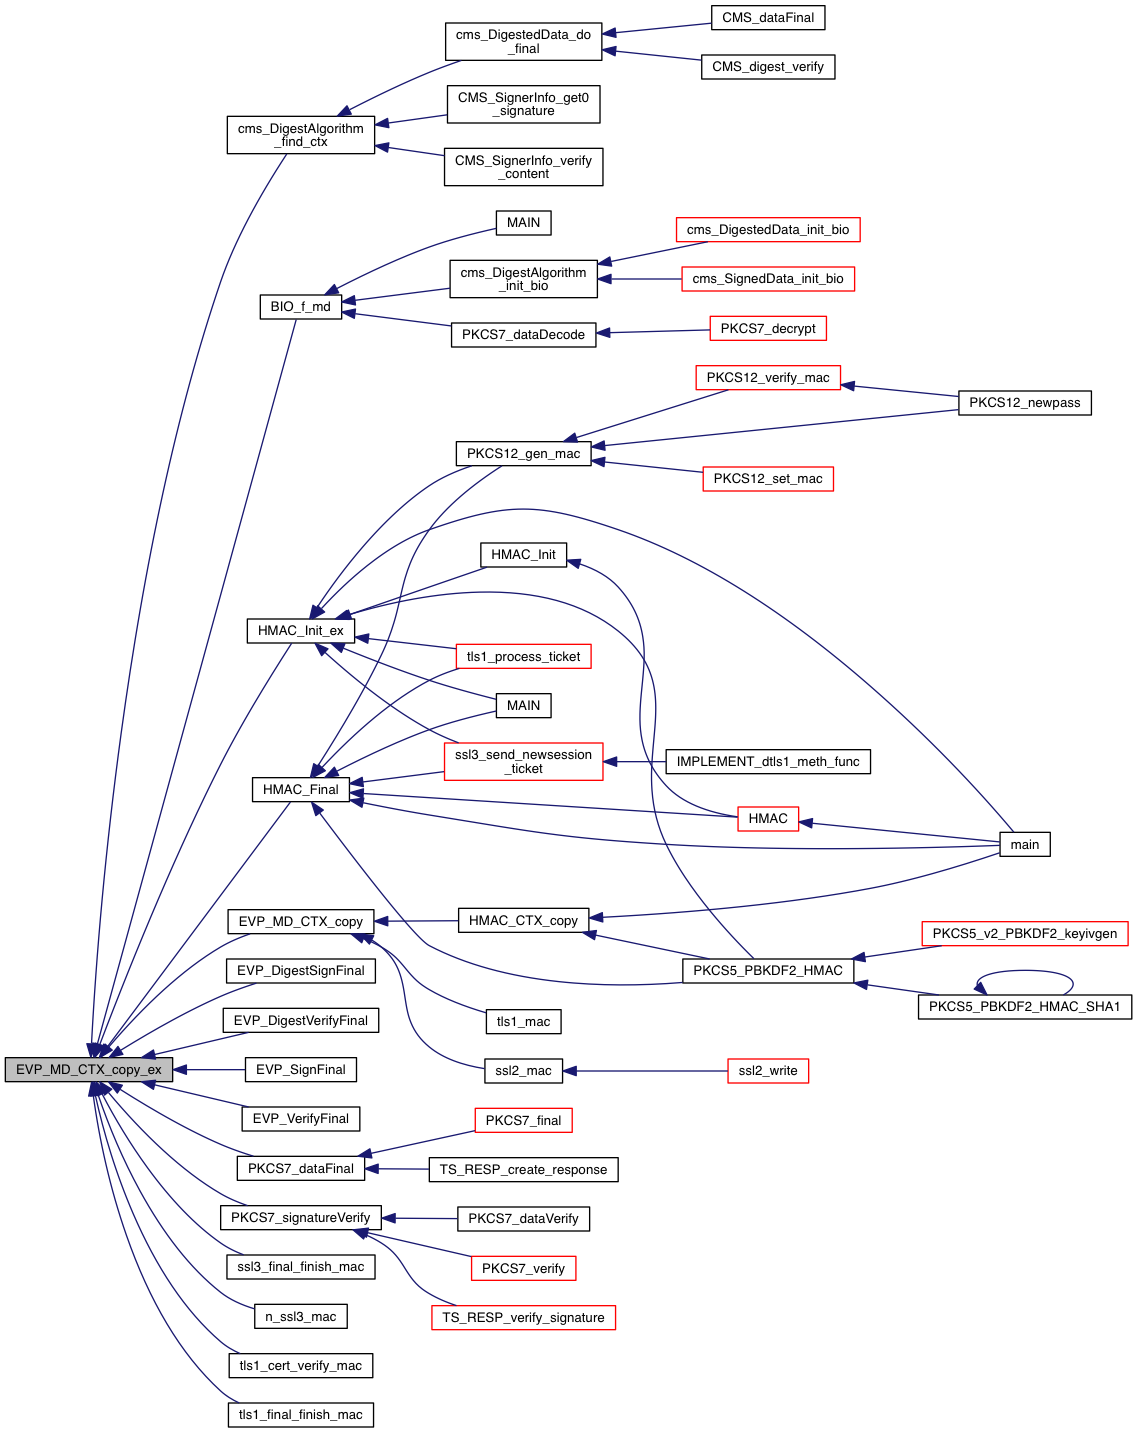 CMS_dataFinal
cms_DigestedData_do
_final
CMS_digest_verify
CMS_SignerInfo_get0
_signature
cms_DigestAlgorithm
_find_ctx
CMS_SignerInfo_verify
_content
MAIN
cms_DigestedData_init_bio
cms_DigestAlgorithm
_init_bio
cms_SignedData_init_bio
BIO_f_md
PKCS7_dataDecode
PKCS7_decrypt
PKCS12_verify_mac
PKCS12_newpass
PKCS12_gen_mac
PKCS12_set_mac
HMAC_Init
HMAC_Init_ex
tls1_process_ticket
MAIN
ssl3_send_newsession
_ticket
IMPLEMENT_dtls1_meth_func
HMAC_Final
HMAC
main
EVP_MD_CTX_copy
HMAC_CTX_copy
PKCS5_v2_PBKDF2_keyivgen
EVP_DigestSignFinal
PKCS5_PBKDF2_HMAC
PKCS5_PBKDF2_HMAC_SHA1
EVP_DigestVerifyFinal
tls1_mac
EVP_MD_CTX_copy_ex
EVP_SignFinal
ssl2_mac
ssl2_write
EVP_VerifyFinal
PKCS7_final
PKCS7_dataFinal
TS_RESP_create_response
PKCS7_signatureVerify
PKCS7_dataVerify
ssl3_final_finish_mac
PKCS7_verify
n_ssl3_mac
TS_RESP_verify_signature
tls1_cert_verify_mac
tls1_final_finish_mac